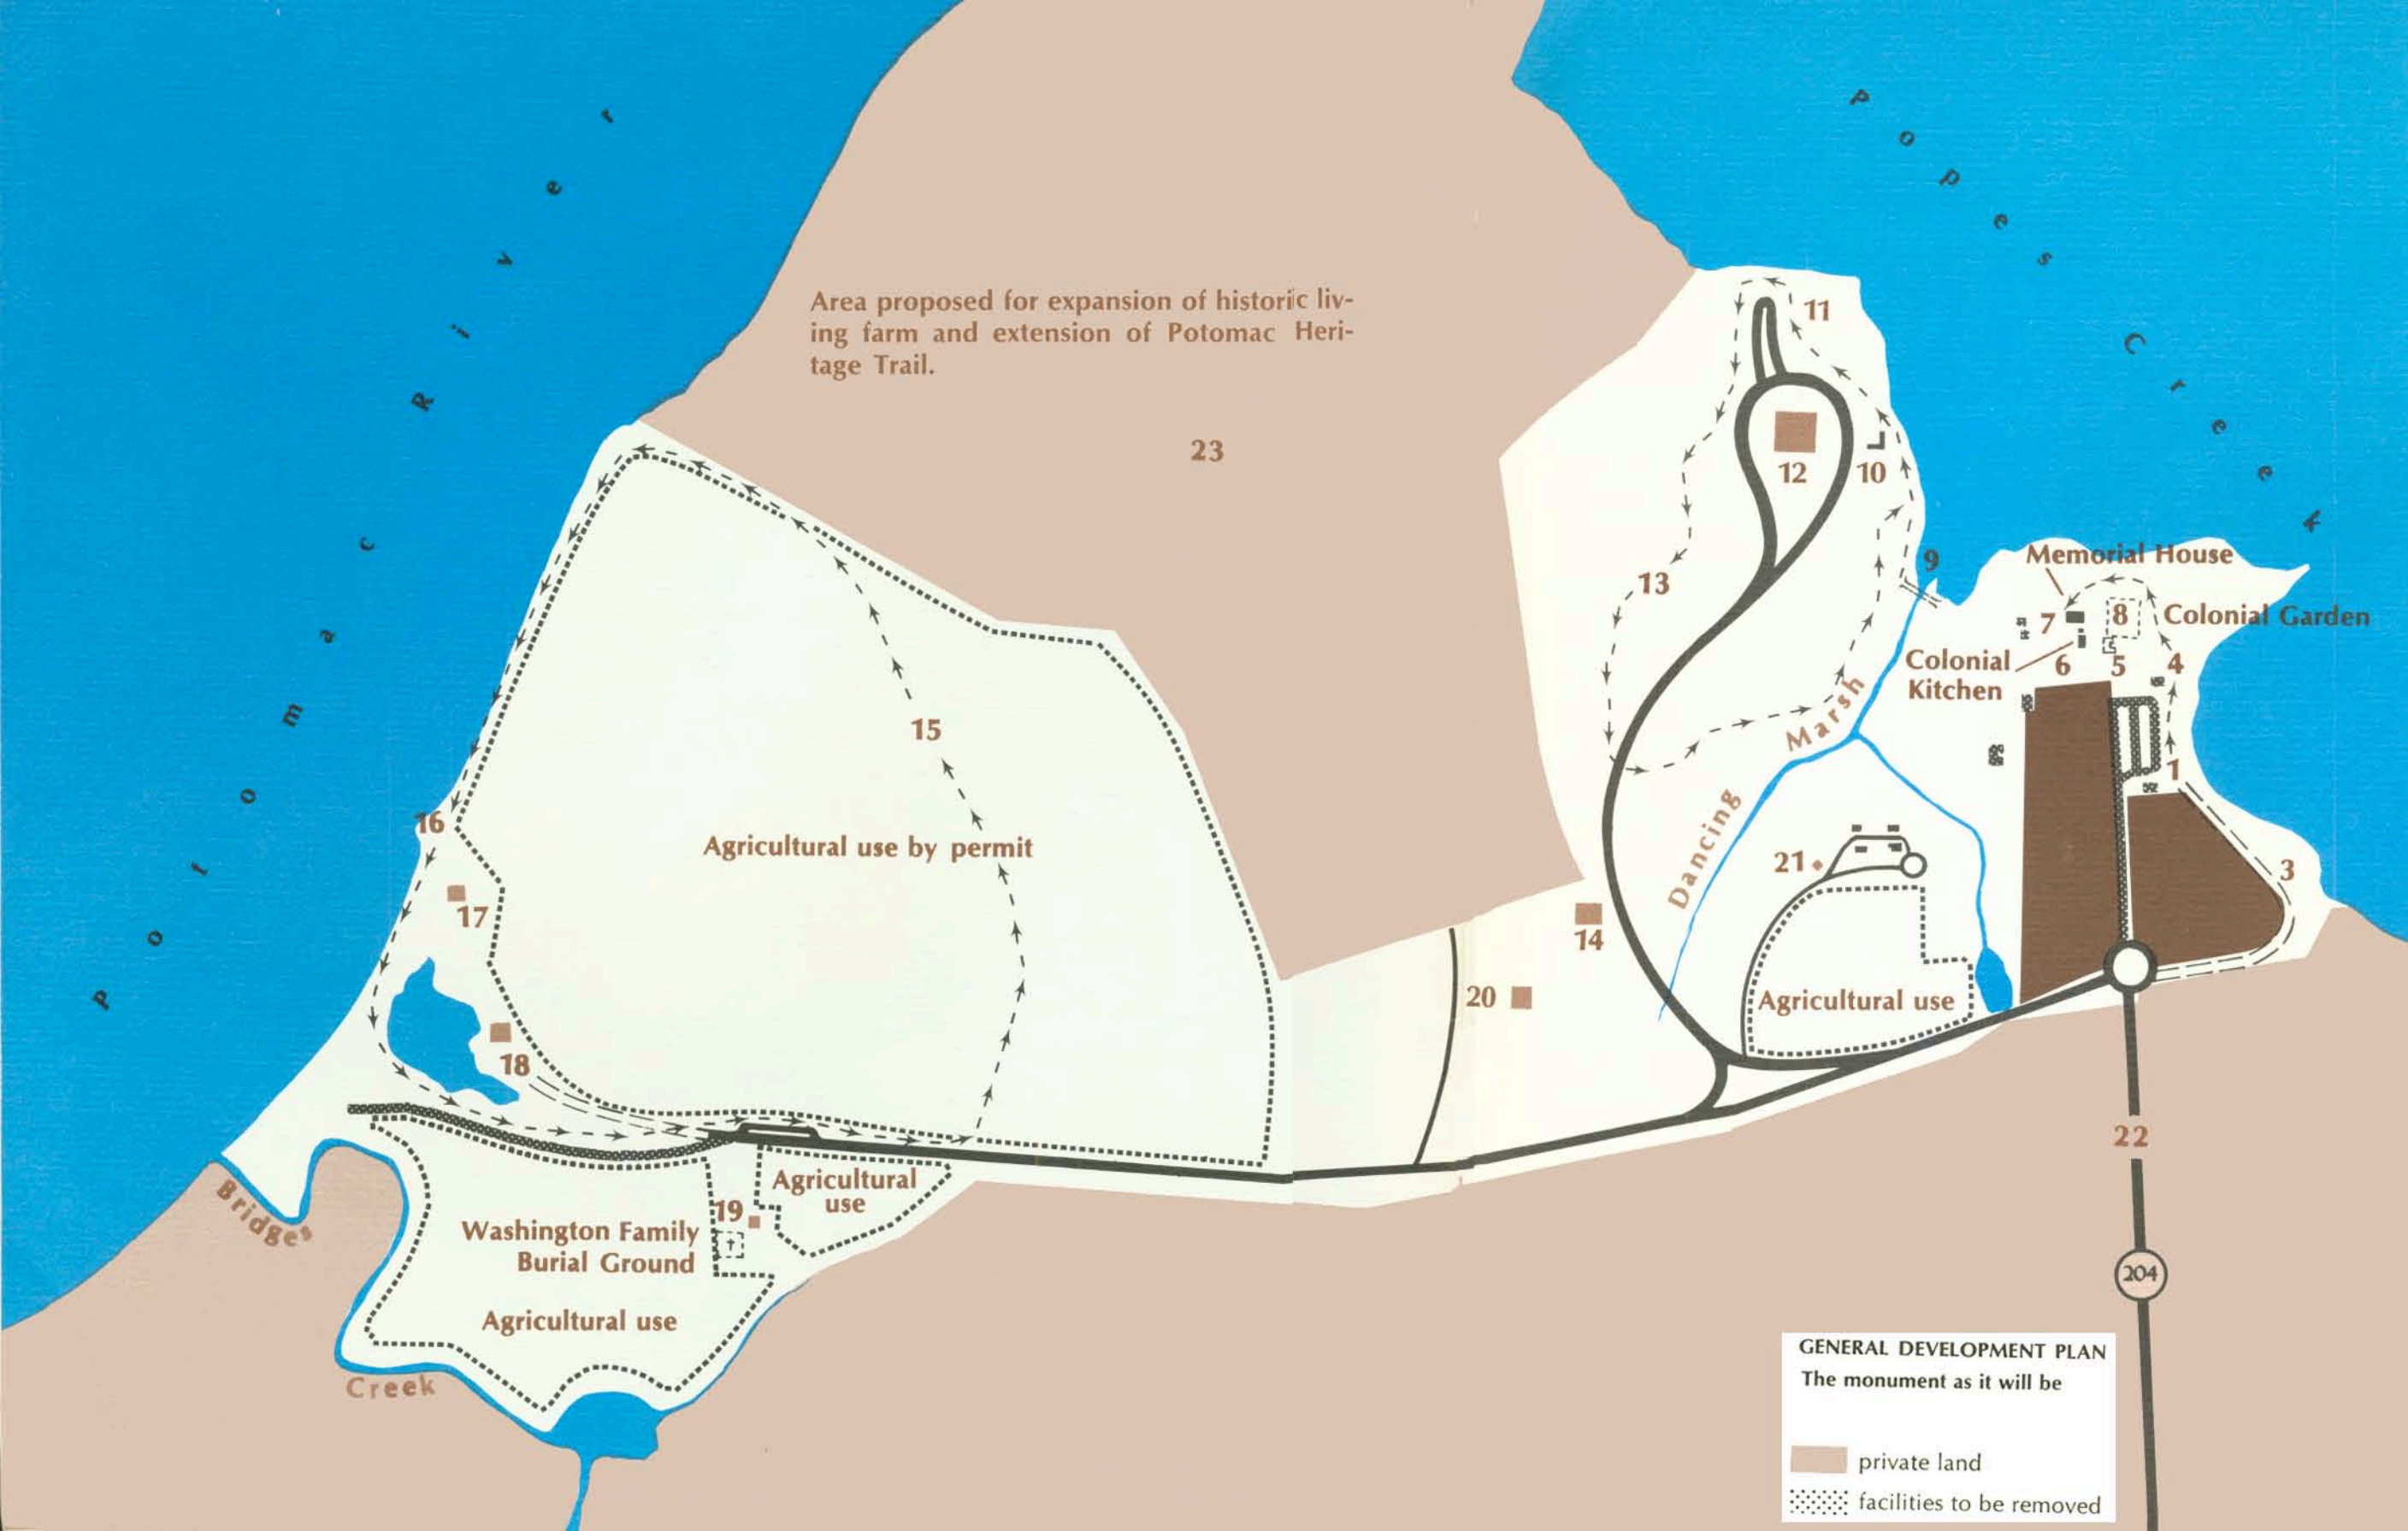 Potomac River
Popes Creek
Area proposed for expansion of historic liv-
ing farm and extension of Potomac Heri-
tage Trail.
23
11
12
10
13
9
Memorial House
7
8
Colonial Garden
Colonial
Kitchen
6
5
4
1
3
Dancing Marsh
15
16
Agricultural use by permit
17
18
21
14
20
Agricultural use
22
204
19
Agricultural
use
Washington Family
Burial Ground
Agricultural use
Bridges
Creek
GENERAL DEVELOPMENT PLAN
The monument as it will be
private land
facilities to be removed